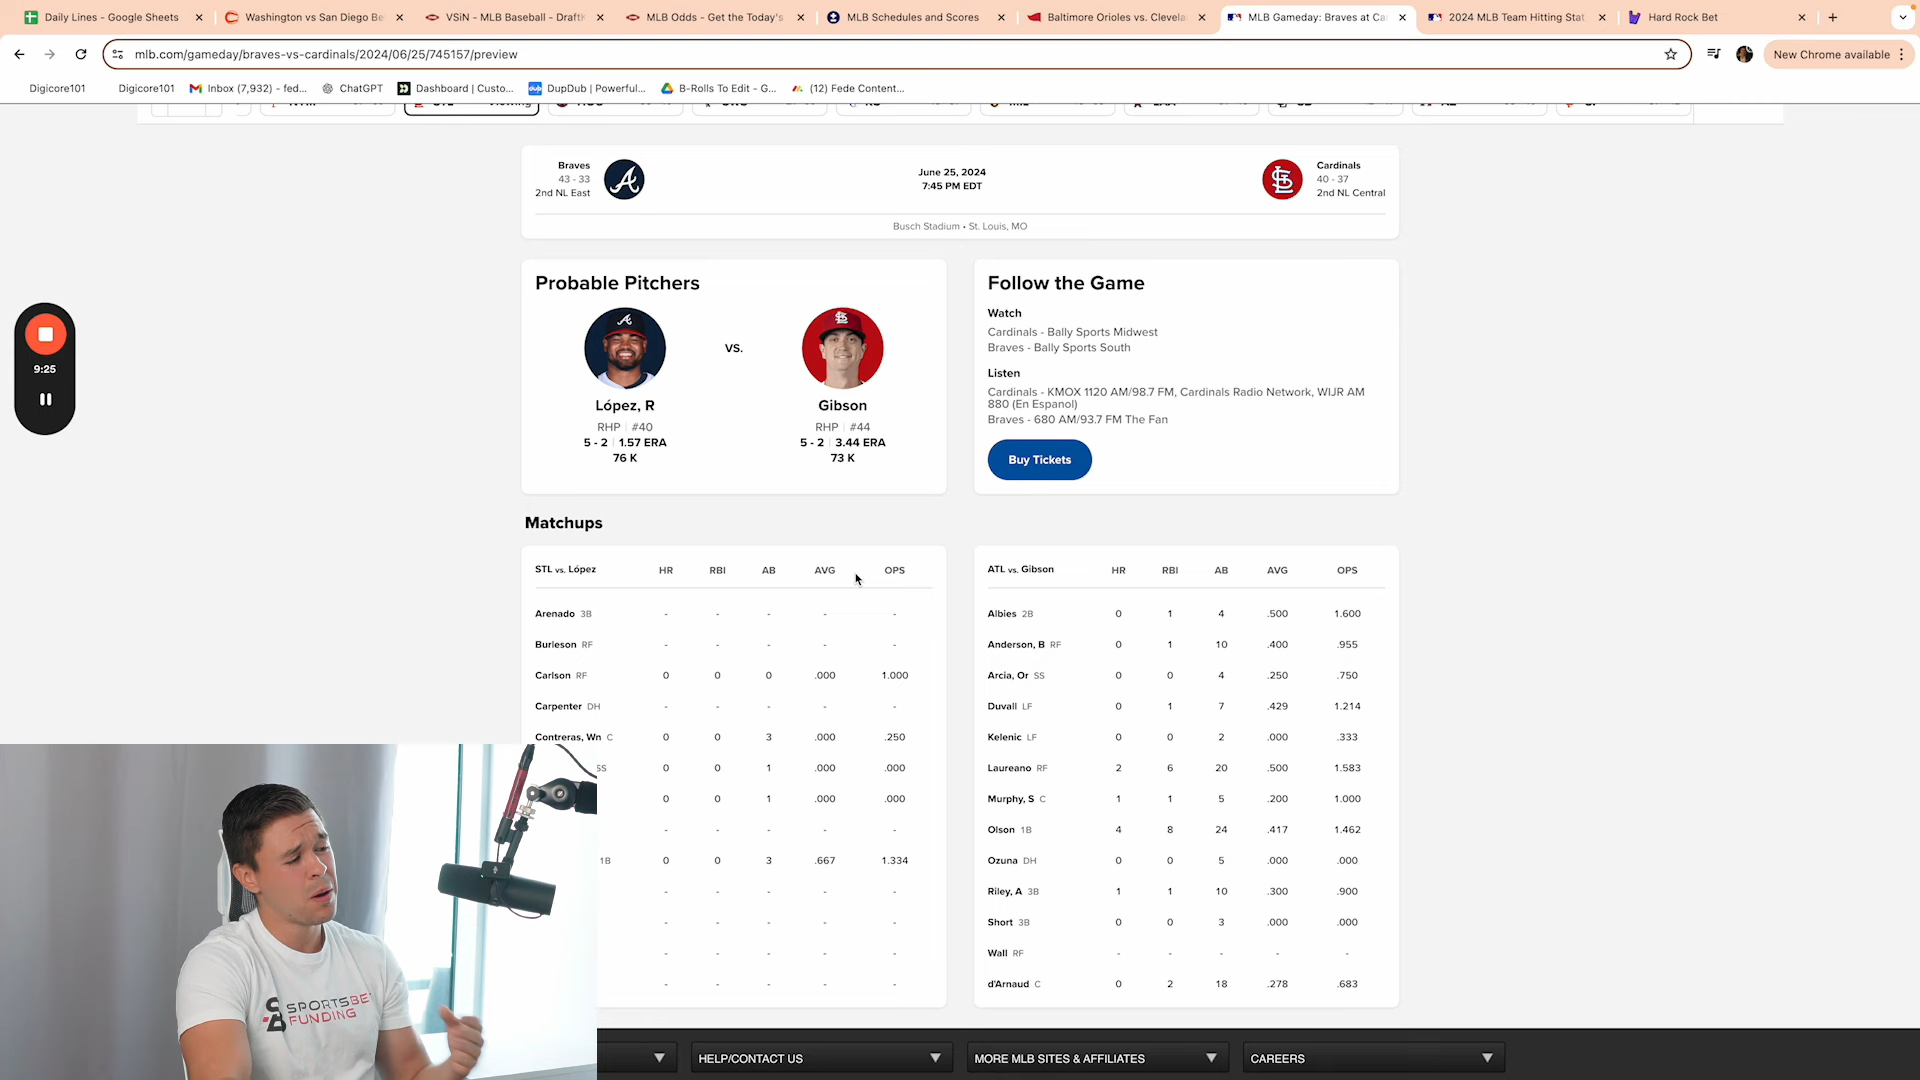 Daily Lines - Google Sheets
Washington vs San Diego Be
VSiN - MLB Baseball - Draft
MLB Odds - Get the Today's
MLB Schedules and Scores
Baltimore Orioles vs. Clevela
MLB Gameday: Braves at Ca
2024 MLB Team Hitting Stat
Hard Rock Bet
mlb.com/gameday/braves-vs-cardinals/2024/06/25/745157/preview
New Chrome available
Digicore101
Digicore101
Inbox (7,932) - fed...
ChatGPT
Dashboard | Custo...
DupDub | Powerful...
B-Rolls To Edit - G...
(12) Fede Content...
Braves
43 - 33
2nd NL East
June 25, 2024
7:45 PM EDT
Cardinals
40 - 37
2nd NL Central
Busch Stadium • St. Louis, MO
Probable Pitchers
VS.
López, R
RHP | #40
5 - 2 | 1.57 ERA
76 K
Gibson
RHP | #44
5 - 2 | 3.44 ERA
73 K
Follow the Game
Watch
Cardinals - Bally Sports Midwest
Braves - Bally Sports South
Listen
Cardinals - KMOX 1120 AM/98.7 FM, Cardinals Radio Network, WIJR AM
880 (En Espanol)
Braves - 680 AM/93.7 FM The Fan
Buy Tickets
9:25
Matchups
STL vs. López HR RBI AB AVG OPS
Arenado 3B - - - - -
Burleson RF - - - - -
Carlson RF 0 0 0 .000 1.000
Carpenter DH - - - - -
Contreras, Wn C 0 0 3 .000 .250
SS 0 0 1 .000 .000
0 0 1 .000 .000
- - - - -
1B 0 0 3 .667 1.334
- - - - -
- - - - -
- - - - -
- - - - -
ATL vs. Gibson HR RBI AB AVG OPS
Albies 2B 0 1 4 .500 1.600
Anderson, B RF 0 1 10 .400 .955
Arcia, Or SS 0 0 4 .250 .750
Duvall LF 0 1 7 .429 1.214
Kelenic LF 0 0 2 .000 .333
Laureano RF 2 6 20 .500 1.583
Murphy, S C 1 1 5 .200 1.000
Olson 1B 4 8 24 .417 1.462
Ozuna DH 0 0 5 .000 .000
Riley, A 3B 1 1 10 .300 .900
Short 3B 0 0 3 .000 .000
Wall RF - - - - -
d'Arnaud C 0 2 18 .278 .683
SPORTSBET
FUNDING
HELP/CONTACT US
MORE MLB SITES & AFFILIATES
CAREERS